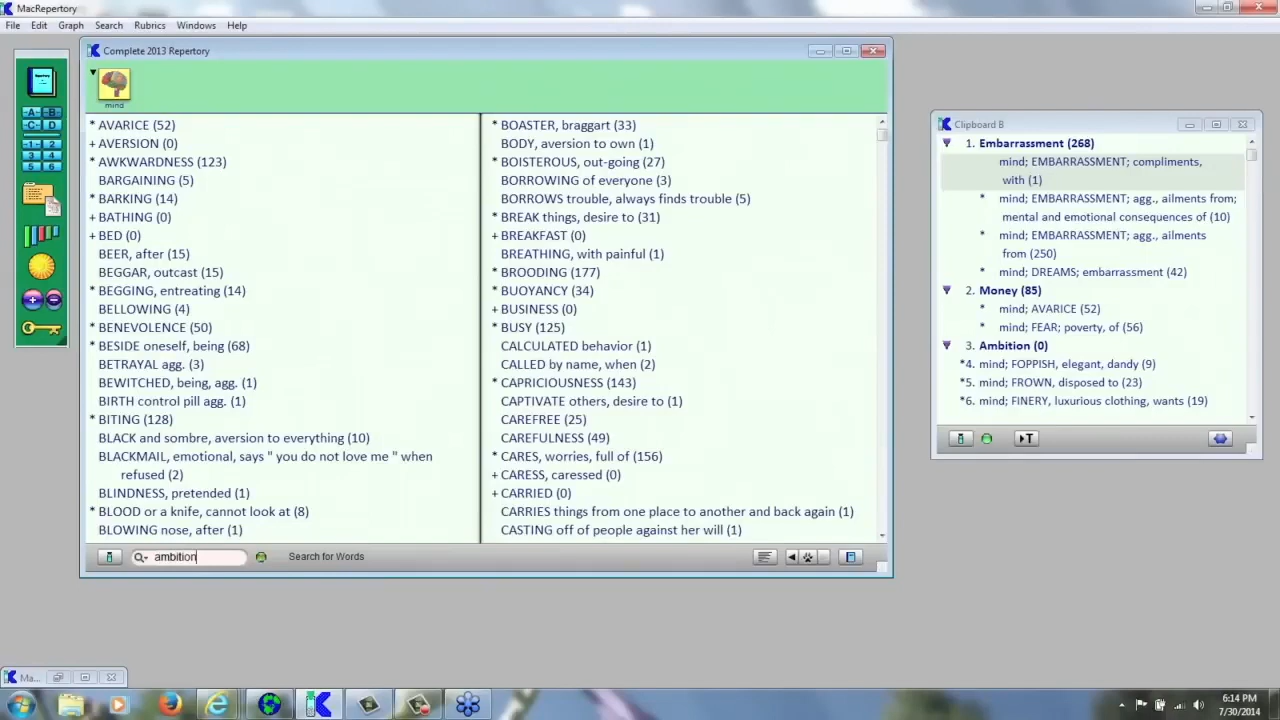 MacRepertory
File Edit Graph Search Rubrics Windows Help
Complete 2013 Repertory
mind
* AVARICE (52)
+ AVERSION (0)
* AWKWARDNESS (123)
BARGAINING (5)
* BARKING (14)
+ BATHING (0)
+ BED (0)
BEER, after (15)
BEGGAR, outcast (15)
* BEGGING, entreating (14)
BELLOWING (4)
* BENEVOLENCE (50)
* BESIDE oneself, being (68)
BETRAYAL agg. (3)
BEWITCHED, being, agg. (1)
BIRTH control pill agg. (1)
* BITING (128)
BLACK and sombre, aversion to everything (10)
BLACKMAIL, emotional, says " you do not love me " when
refused (2)
BLINDNESS, pretended (1)
* BLOOD or a knife, cannot look at (8)
BLOWING nose, after (1)
* BOASTER, braggart (33)
BODY, aversion to own (1)
* BOISTEROUS, out-going (27)
BORROWING of everyone (3)
BORROWS trouble, always finds trouble (5)
* BREAK things, desire to (31)
+ BREAKFAST (0)
BREATHING, with painful (1)
* BROODING (177)
* BUOYANCY (34)
+ BUSINESS (0)
* BUSY (125)
CALCULATED behavior (1)
CALLED by name, when (2)
* CAPRICIOUSNESS (143)
CAPTIVATE others, desire to (1)
CAREFREE (25)
CAREFULNESS (49)
* CARES, worries, full of (156)
+ CARESS, caressed (0)
+ CARRIED (0)
CARRIES things from one place to another and back again (1)
CASTING off of people against her will (1)
ambition
Search for Words
Clipboard B
1. Embarrassment (268)
mind; EMBARRASSMENT; compliments,
with (1)
* mind; EMBARRASSMENT; agg., ailments from;
mental and emotional consequences of (10)
* mind; EMBARRASSMENT; agg., ailments
from (250)
* mind; DREAMS; embarrassment (42)
2. Money (85)
* mind; AVARICE (52)
* mind; FEAR; poverty, of (56)
3. Ambition (0)
*4. mind; FOPPISH, elegant, dandy (9)
*5. mind; FROWN, disposed to (23)
*6. mind; FINERY, luxurious clothing, wants (19)
T
Ma...
6:14 PM
7/30/2014